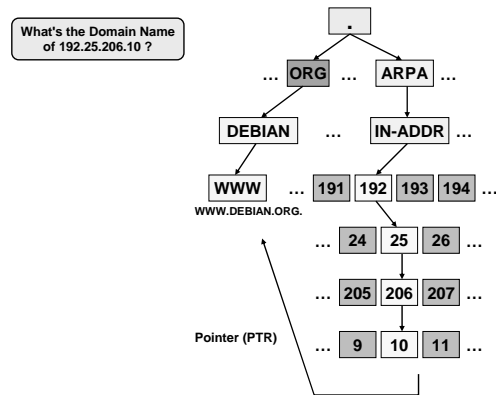 What's the Domain Name
of 192.25.206.10 ?
.
... ORG ... ARPA ...
DEBIAN ... IN-ADDR ...
WWW ... 191 192 193 194 ...
WWW.DEBIAN.ORG.
... 24 25 26 ...
... 205 206 207 ...
Pointer (PTR) ... 9 10 11 ...